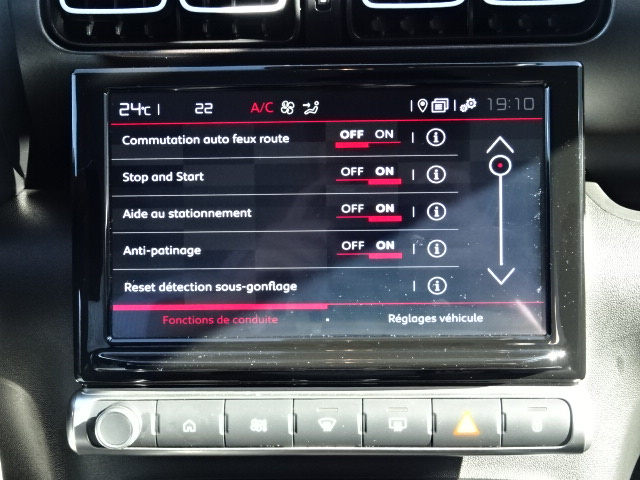 24°C 22 A/C 19:10
Commutation auto feux route OFF ON
Stop and Start OFF ON
Aide au stationnement OFF ON
Anti-patinage OFF ON
Reset détection sous-gonflage
Fonctions de conduite Réglages véhicule